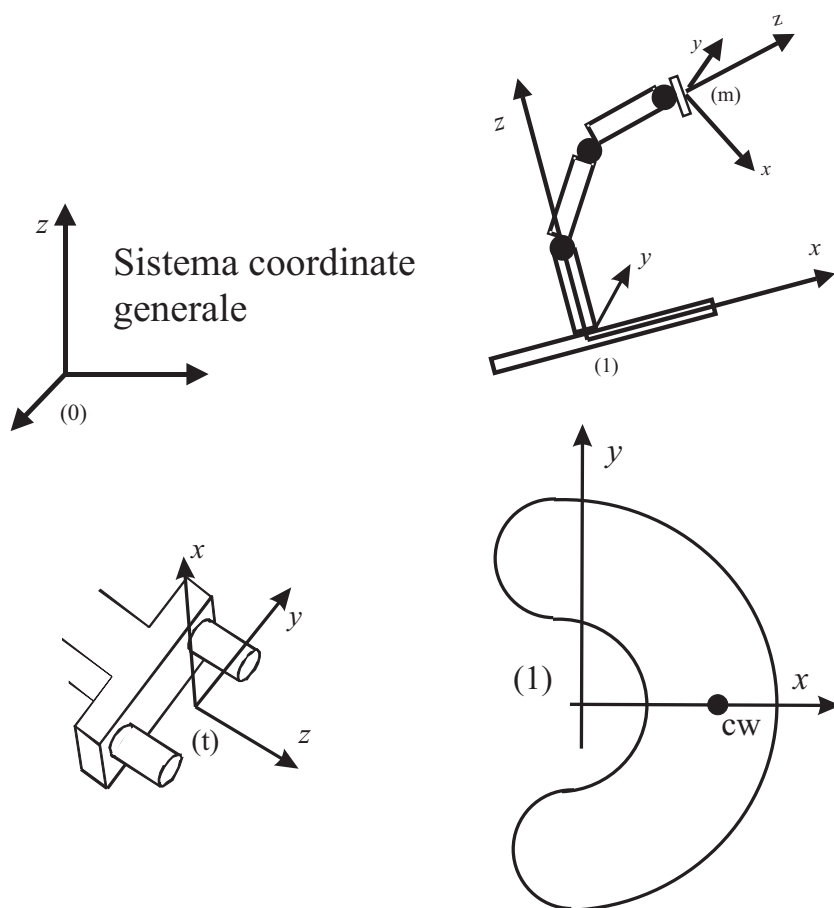 y
z
(m)
z
x
z
Sistema coordinate
generale
y
x
(1)
(0)
y
x
y
(1)
x
cw
(t)
z